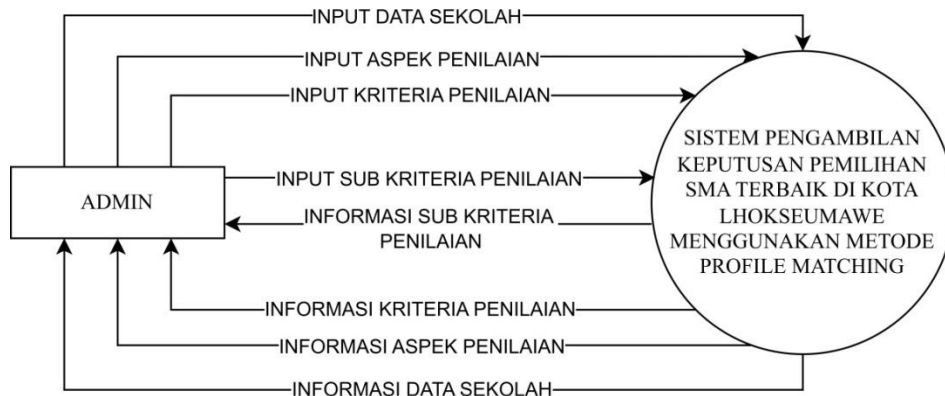 INPUT DATA SEKOLAH
INPUT ASPEK PENILAIAN
INPUT KRITERIA PENILAIAN
ADMIN
INPUT SUB KRITERIA PENILAIAN
INFORMASI SUB KRITERIA
PENILAIAN
SISTEM PENGAMBILAN
KEPUTUSAN PEMILIHAN
SMA TERBAIK DI KOTA
LHOKSEUMAWE
MENGGUNAKAN METODE
PROFILE MATCHING
INFORMASI KRITERIA PENILAIAN
INFORMASI ASPEK PENILAIAN
INFORMASI DATA SEKOLAH